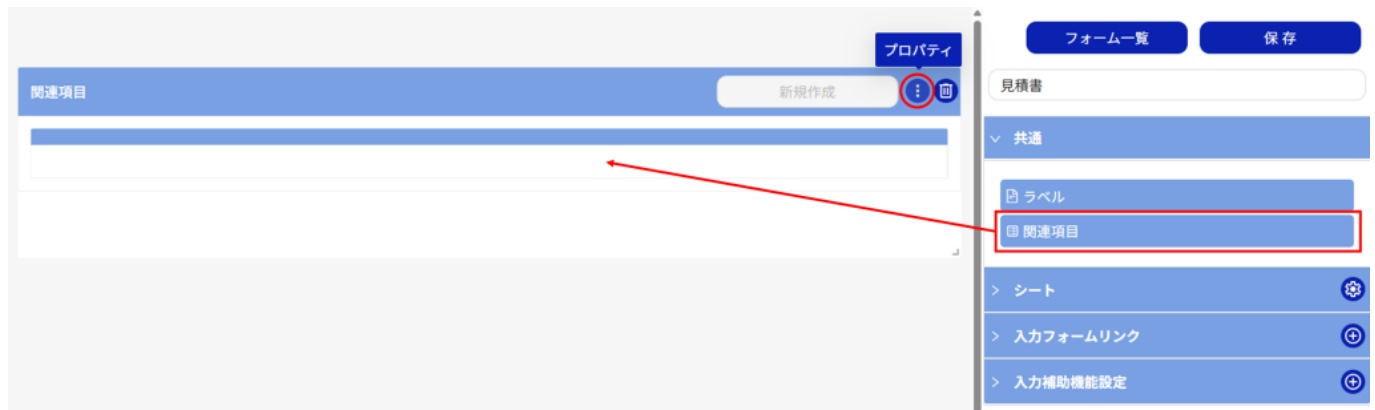 プロパティ
関連項目
新規作成
フォーム一覧
保存
見積書
共通
ラベル
関連項目
シート
入力フォームリンク
入力補助機能設定